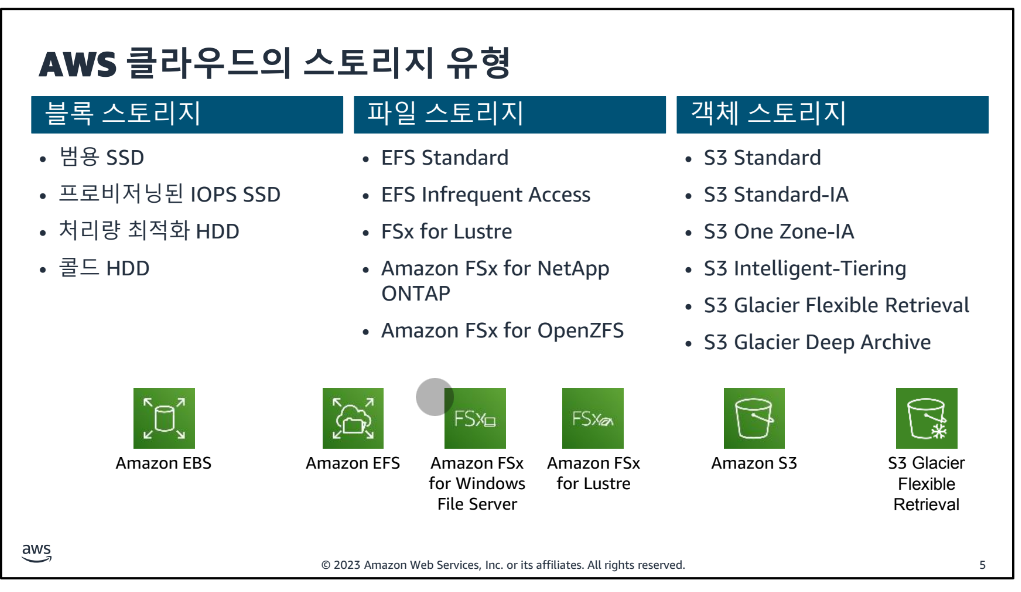 AWS 클라우드의 스토리지 유형
블록 스토리지
• 범용 SSD
• 프로비저닝된 IOPS SSD
• 처리량 최적화 HDD
• 콜드 HDD
파일 스토리지
• EFS Standard
• EFS Infrequent Access
• FSx for Lustre
• Amazon FSx for NetApp
ONTAP
• Amazon FSx for OpenZFS
객체 스토리지
• S3 Standard
• S3 Standard-IA
• S3 One Zone-IA
• S3 Intelligent-Tiering
• S3 Glacier Flexible Retrieval
• S3 Glacier Deep Archive
Amazon EBS
Amazon EFS
FSx
Amazon FSx
for Windows
File Server
FSx
Amazon FSx
for Lustre
Amazon S3
S3 Glacier
Flexible
Retrieval
aws
© 2023 Amazon Web Services, Inc. or its affiliates. All rights reserved.
5